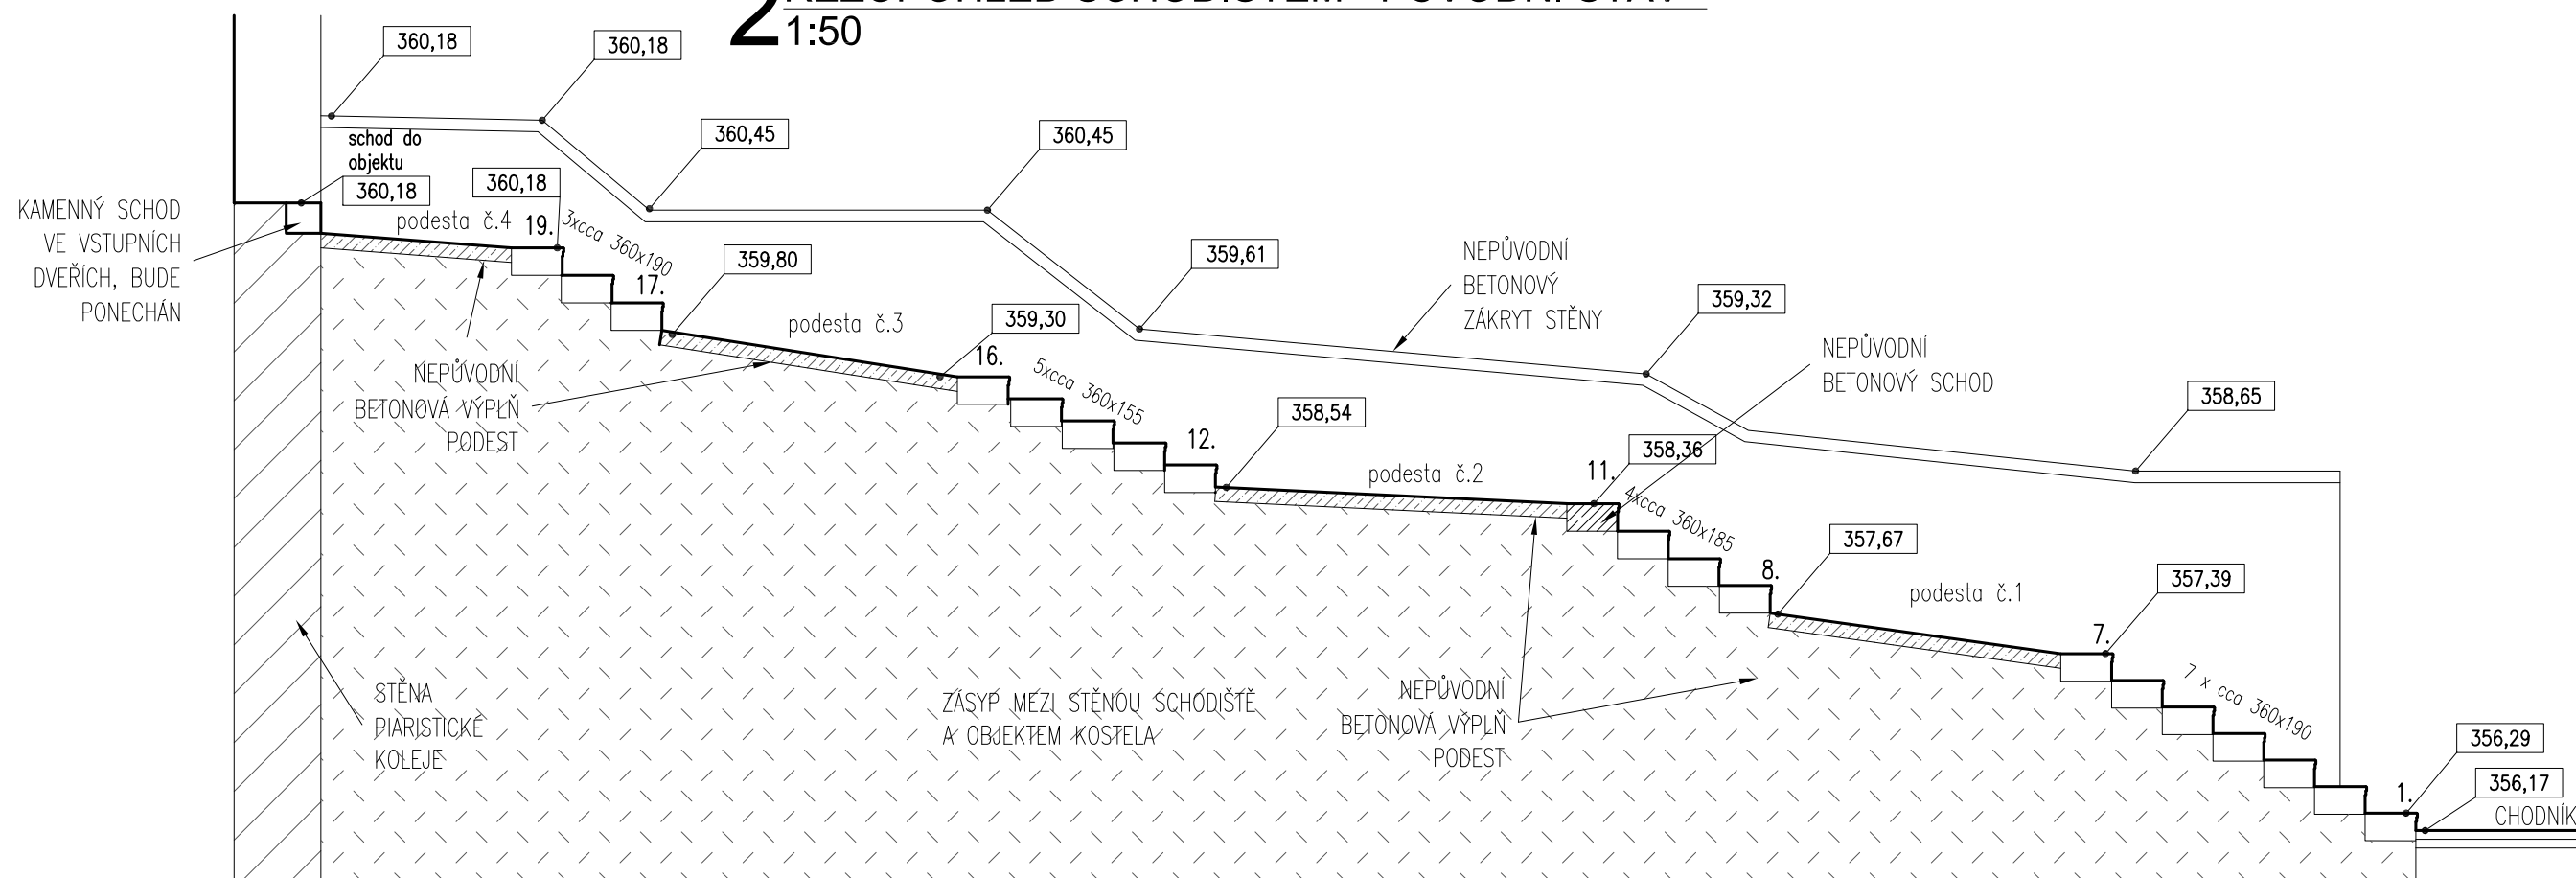 2
1:50
360,18
360,18
360,45
360,45
schod do
objektu
360,18
360,18
KAMENNÝ SCHOD
VE VSTUPNÍCH
DVEŘÍCH, BUDE
PONECHÁN
podesta č.4
19.
3xcca 360x190
17.
359,80
podesta č.3
359,30
16.
5xcca 360x155
NEPŮVODNÍ
BETONOVÁ VÝPLŇ
PODEST
359,61
NEPŮVODNÍ
BETONOVÝ
ZÁKRYT STĚNY
359,32
NEPŮVODNÍ
BETONOVÝ SCHOD
358,65
12.
358,54
podesta č.2
11.
358,36
4xcca 360x185
8.
357,67
podesta č.1
357,39
7.
7 x cca 360x190
STĚNA
PIARISTICKÉ
KOLEJE
ZÁSYP MEZI STĚNOU SCHODIŠTĚ
A OBJEKTEM KOSTELA
NEPŮVODNÍ
BETONOVÁ VÝPLŇ
PODEST
356,29
1.
356,17
CHODNÍK